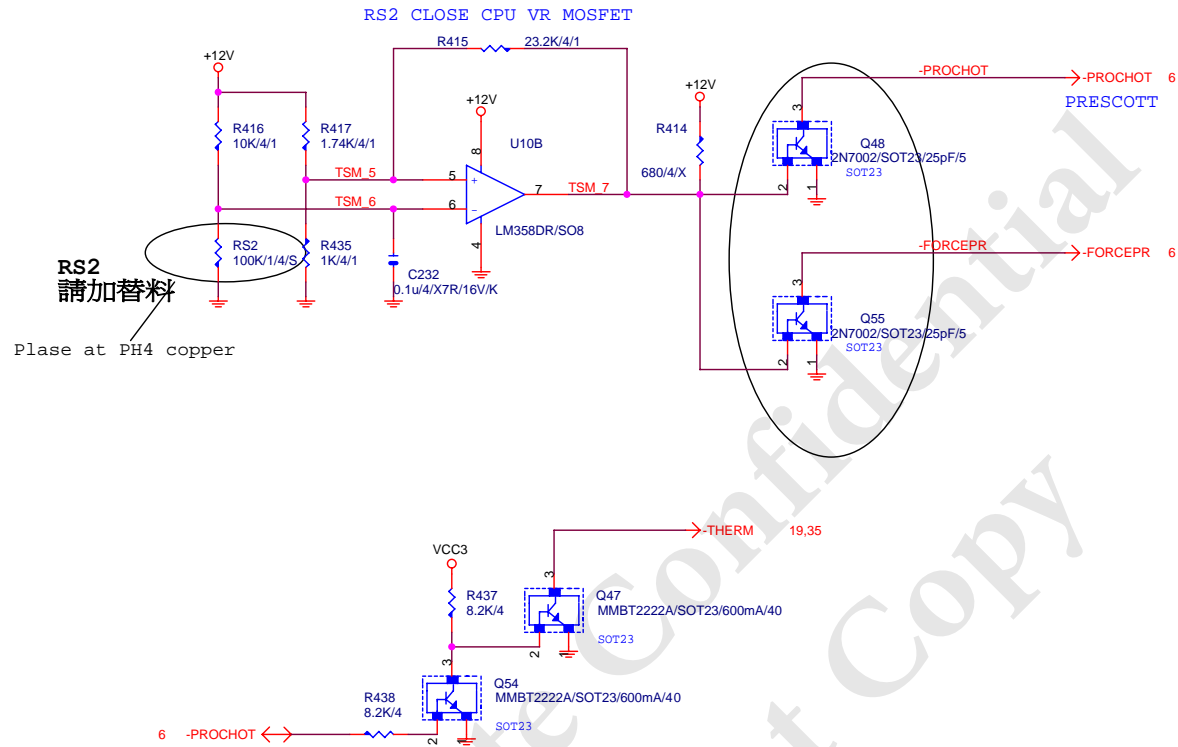 RS2 CLOSE CPU VR MOSFET
R415 23.2K/4/1
+12V
R416
10K/4/1
R417
1.74K/4/1
+12V
8
U10B
TSM_5 5 +
TSM_6 6 -
7 TSM_7
4
LM358DR/SO8
+12V
R414
680/4/X
-PROCHOT
-PROCHOT 6
PRESCOTT
3
Q48
2N7002/SOT23/25pF/5
SOT23
2 1
RS2
100K/1/4/S
R435
1K/4/1
C232
0.1u/4/X7R/16V/K
RS2
請加替料
Plase at PH4 copper
-FORCEPR
-FORCEPR 6
3
Q55
2N7002/SOT23/25pF/5
SOT23
2 1
-THERM 19,35
VCC3
R437
8.2K/4
3
Q47
MMBT2222A/SOT23/600mA/40
SOT23
2 1
3
Q54
MMBT2222A/SOT23/600mA/40
SOT23
2 1
R438
8.2K/4
6 -PROCHOT
Confidential
Copy